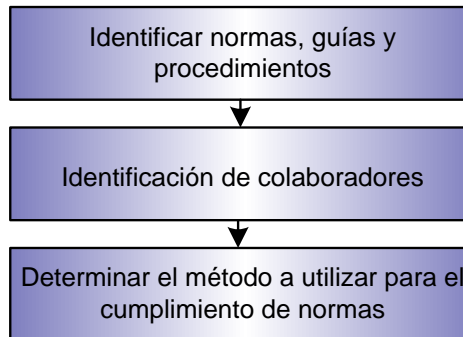 Identificar normas, guías y
procedimientos
Identificación de colaboradores
Determinar el método a utilizar para el
cumplimiento de normas